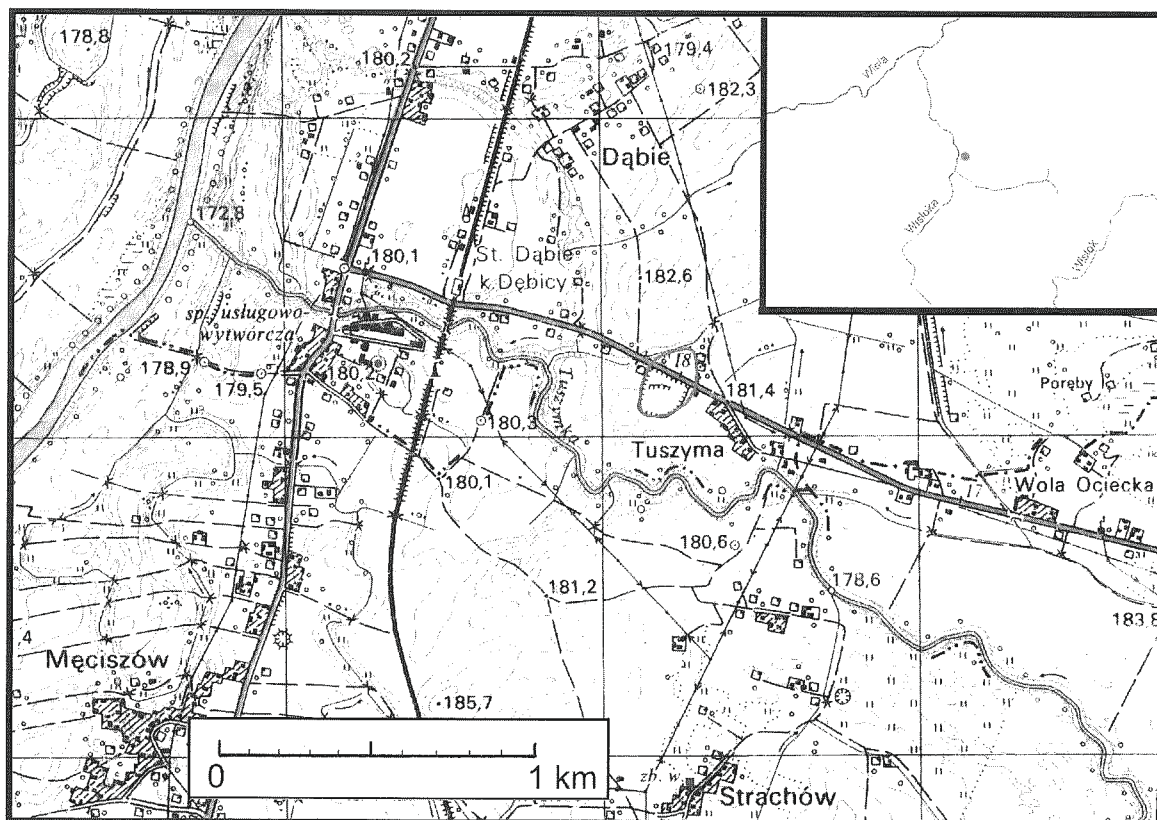 178,8
180,2
179,4
182,3
Dąbie
Wisła
Wisłoka
Wisłok
172,8
180,1
St. Dąbie
k. Dębicy
182,6
sp. usługowo-
wytwórcza
178,9
179,5
180,2
18
181,4
Poręby
Tuszymka
180,3
Tuszyma
180,1
17
Wola Ociecka
180,6
181,2
178,6
183,8
4
Męciszów
185,7
0
1 km
zb. w.
Strachów